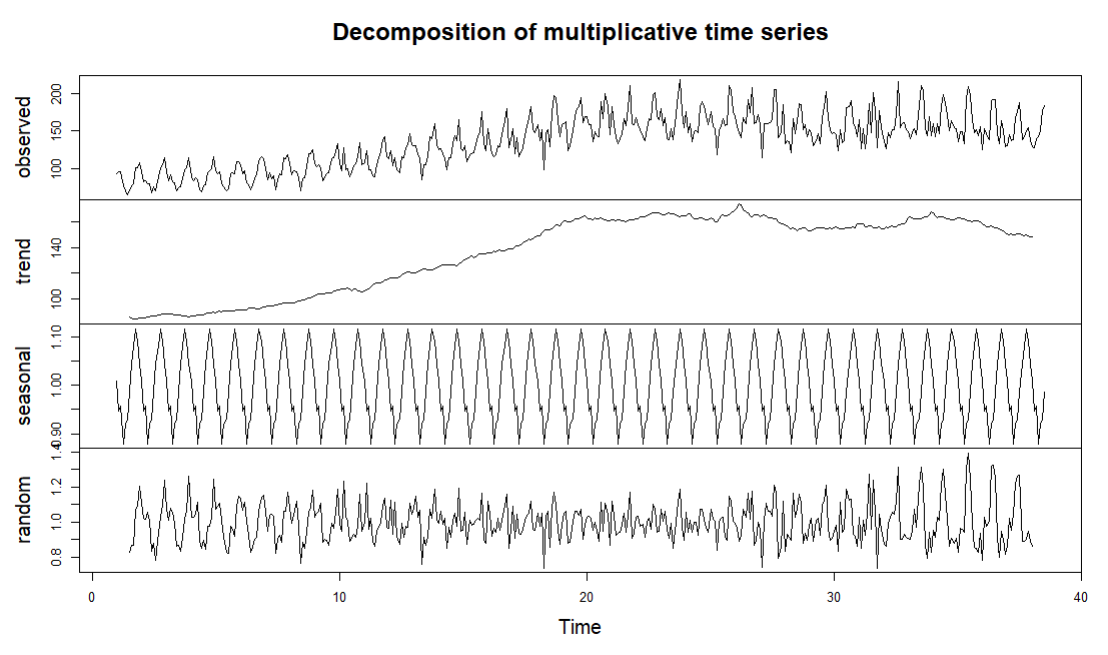 Decomposition of multiplicative time series
observed
100
150
200
trend
100
140
seasonal
0.90
1.00
1.10
random
0.8
1.0
1.2
1.4
0 10 20 30 40
Time